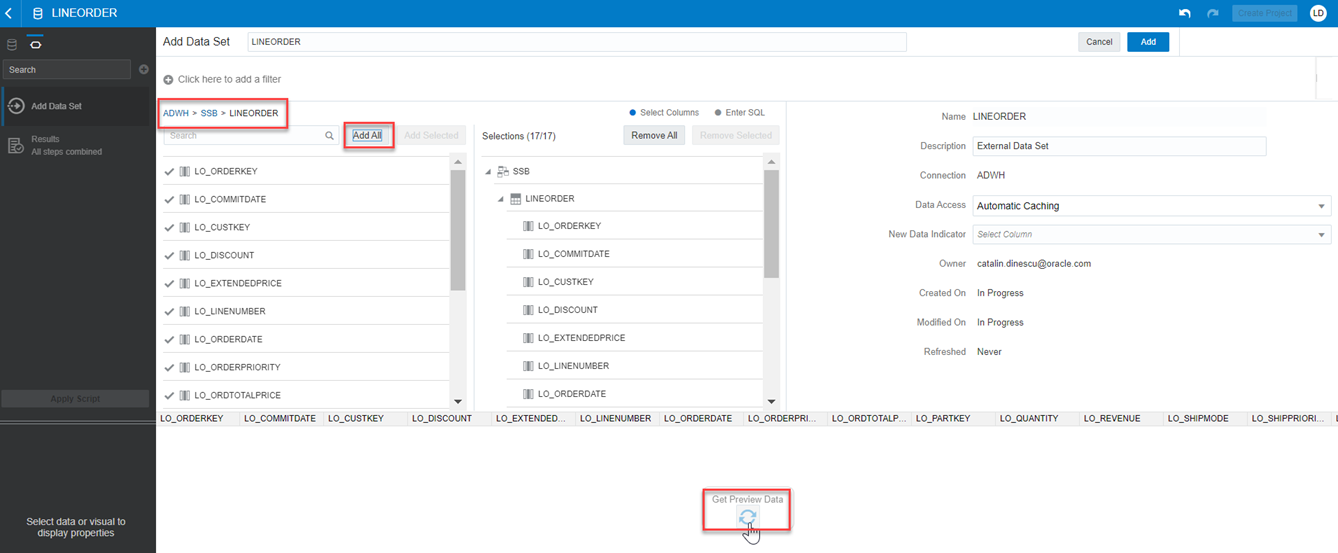 LINEORDER
Create Project
LD
Search
Add Data Set
Results
All steps combined
Apply Script
Select data or visual to
display properties
Add Data Set
LINEORDER
Cancel
Add
Click here to add a filter
ADWH > SSB > LINEORDER
Select Columns
Enter SQL
Search
Add All
Add Selected
LO_ORDERKEY
LO_COMMITDATE
LO_CUSTKEY
LO_DISCOUNT
LO_EXTENDEDPRICE
LO_LINENUMBER
LO_ORDERDATE
LO_ORDERPRIORITY
LO_ORDTOTALPRICE
Selections (17/17)
Remove All
Remove Selected
SSB
LINEORDER
LO_ORDERKEY
LO_COMMITDATE
LO_CUSTKEY
LO_DISCOUNT
LO_EXTENDEDPRICE
LO_LINENUMBER
LO_ORDERDATE
Name LINEORDER
Description External Data Set
Connection ADWH
Data Access Automatic Caching
New Data Indicator Select Column
Owner catalin.dinescu@oracle.com
Created On In Progress
Modified On In Progress
Refreshed Never
LO_ORDERKEY LO_COMMITDATE LO_CUSTKEY LO_DISCOUNT LO_EXTENDED... LO_LINENUMBER LO_ORDERDATE LO_ORDERPRI... LO_ORDTOTALP... LO_PARTKEY LO_QUANTITY LO_REVENUE LO_SHIPMODE LO_SHIPPRIORI...
Get Preview Data